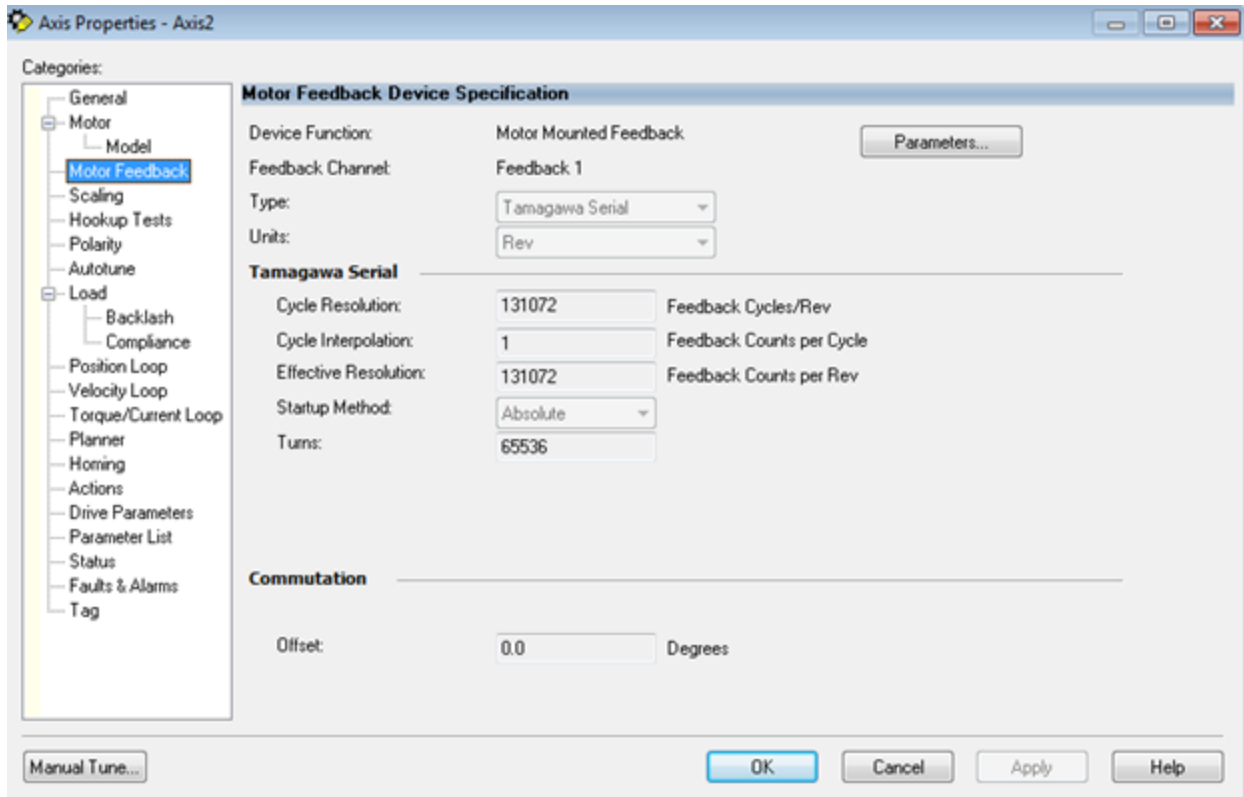 Axis Properties - Axis2
Categories:
General
Motor
Model
Motor Feedback
Scaling
Hookup Tests
Polarity
Autotune
Load
Backlash
Compliance
Position Loop
Velocity Loop
Torque/Current Loop
Planner
Homing
Actions
Drive Parameters
Parameter List
Status
Faults & Alarms
Tag
Motor Feedback Device Specification
Device Function: Motor Mounted Feedback Parameters...
Feedback Channel: Feedback 1
Type: Tamagawa Serial
Units: Rev
Tamagawa Serial
Cycle Resolution: 131072 Feedback Cycles/Rev
Cycle Interpolation: 1 Feedback Counts per Cycle
Effective Resolution: 131072 Feedback Counts per Rev
Startup Method: Absolute
Turns: 65536
Commutation
Offset: 0.0 Degrees
Manual Tune... OK Cancel Apply Help